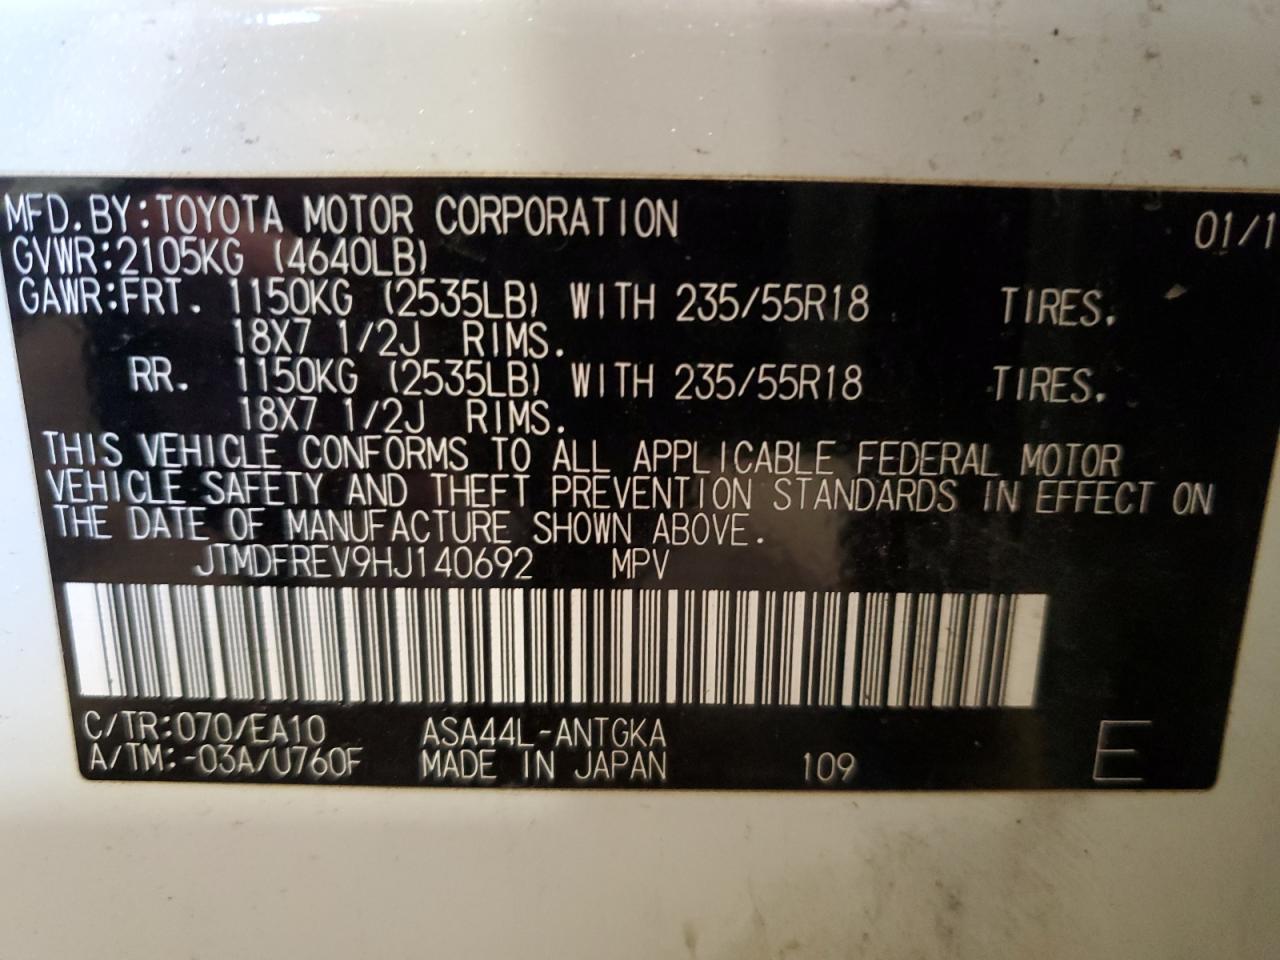 MFD.BY:TOYOTA MOTOR CORPORATION 01/1
GVWR:2105KG (4640LB)
GAWR:FRT. 1150KG (2535LB) WITH 235/55R18 TIRES.
18X7 1/2J RIMS.
RR. 1150KG (2535LB) WITH 235/55R18 TIRES.
18X7 1/2J RIMS.
THIS VEHICLE CONFORMS TO ALL APPLICABLE FEDERAL MOTOR
VEHICLE SAFETY AND THEFT PREVENTION STANDARDS IN EFFECT ON
THE DATE OF MANUFACTURE SHOWN ABOVE.
JTMDFREV9HJ140692 MPV
C/TR:070/EA10 ASA44L-ANTGKA
A/TM:-03A/U760F MADE IN JAPAN 109 E